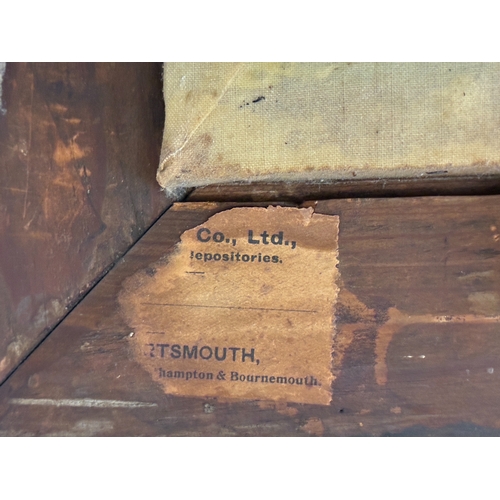 Co., Ltd.,
epositories.
RTSMOUTH,
hampton & Bournemouth.